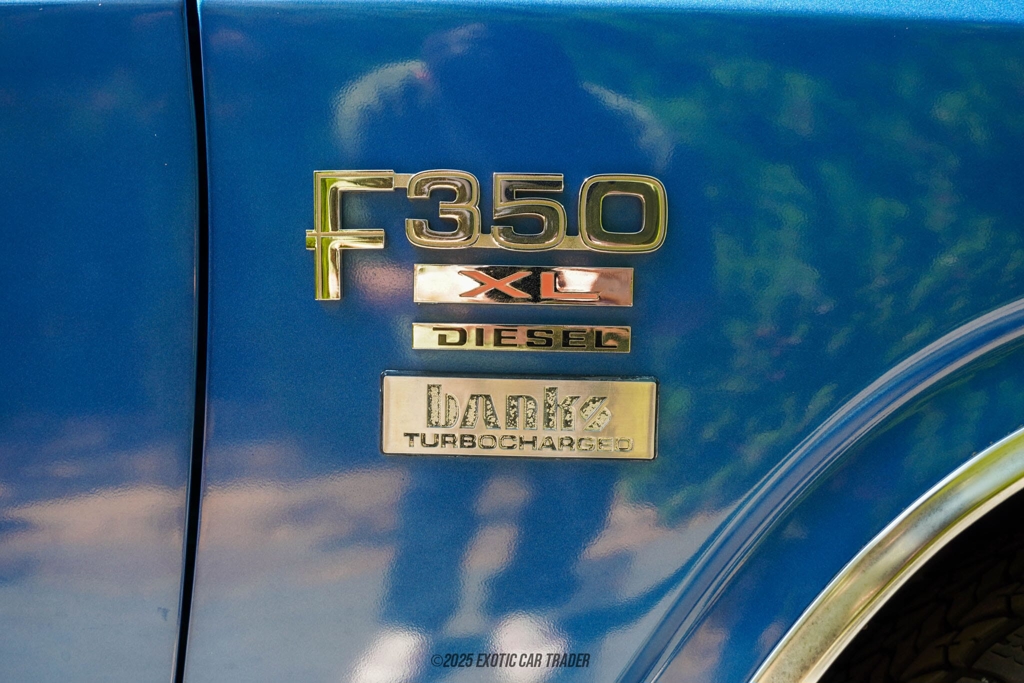 F350
XL
DIESEL
banks
TURBOCHARGED
©2025 EXOTIC CAR TRADER